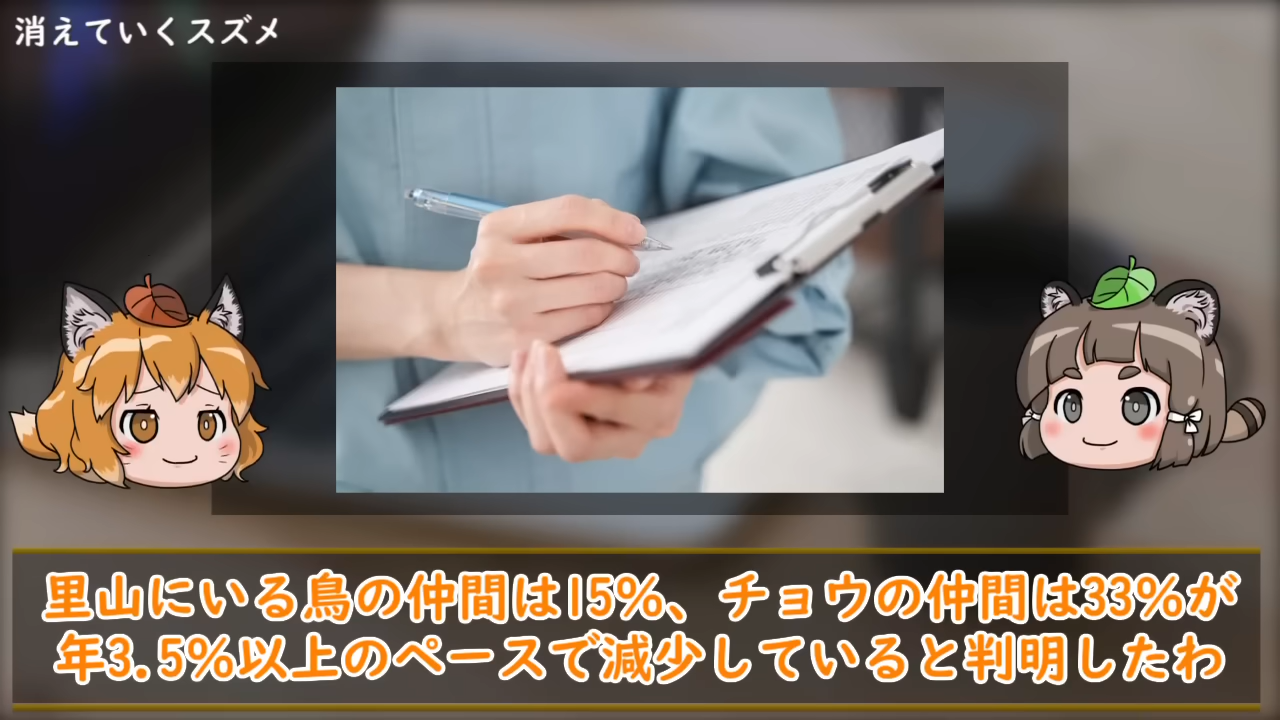 消えていくスズメ
里山にいる鳥の仲間は15%、チョウの仲間は33%が
年3.5%以上のペースで減少していると判明したわ